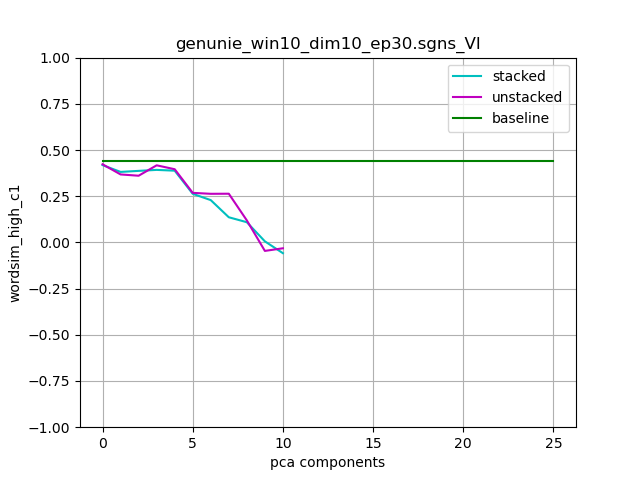 genunie_win10_dim10_ep30.sgns_VI
stacked
unstacked
baseline
1.00
0.75
0.50
0.25
0.00
−0.25
−0.50
−0.75
−1.00
wordsim_high_c1
0 5 10 15 20 25
pca components